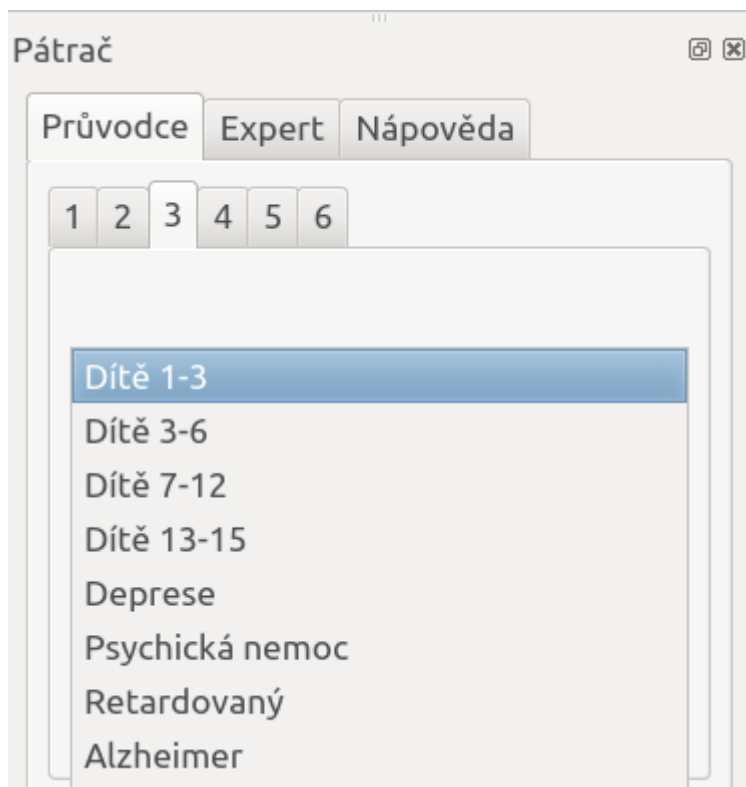 Pátrač
Průvodce Expert Nápověda
1 2 3 4 5 6
Dítě 1-3
Dítě 3-6
Dítě 7-12
Dítě 13-15
Deprese
Psychická nemoc
Retardovaný
Alzheimer